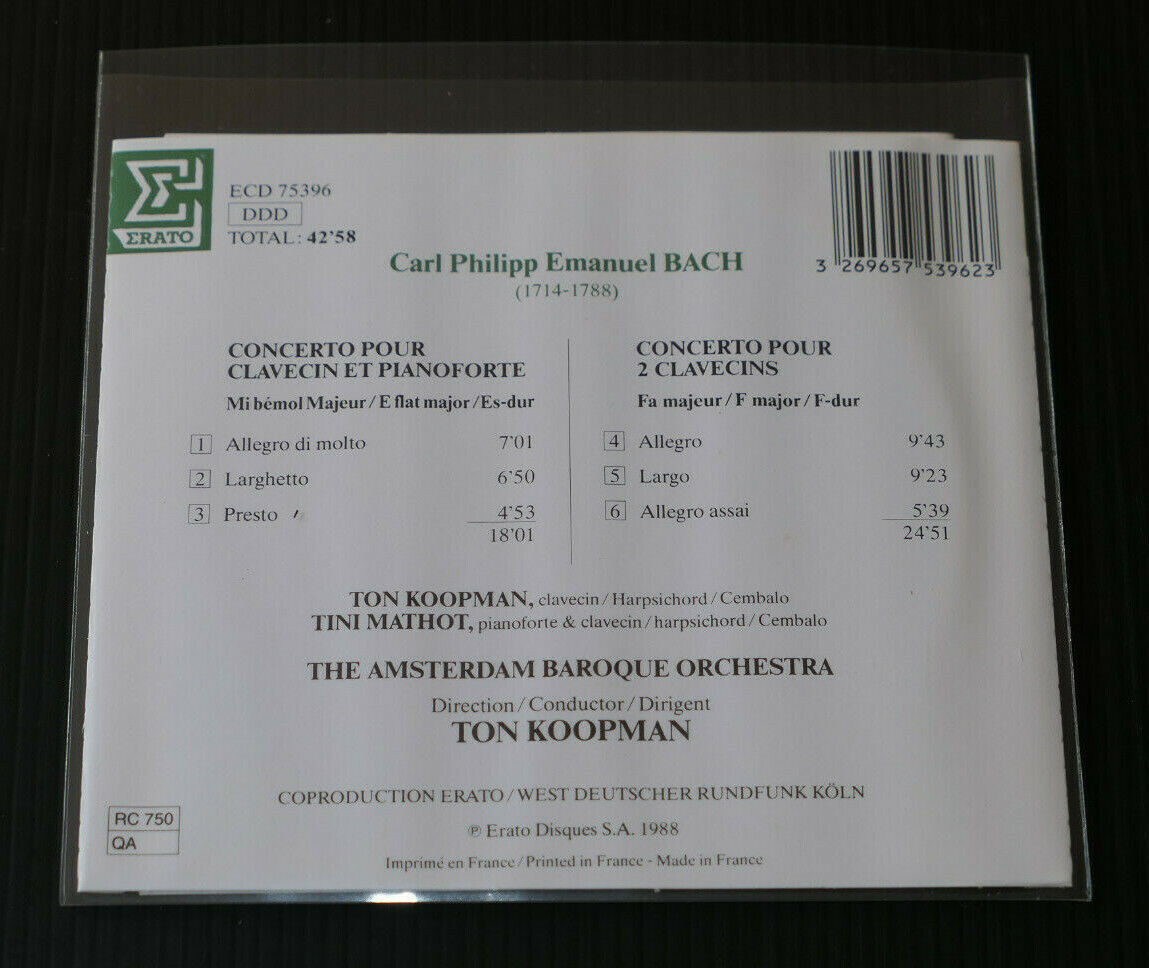 ERATO
ECD 75396
DDD
TOTAL: 42'58
3 269657 539623
Carl Philipp Emanuel BACH
(1714-1788)
CONCERTO POUR
CLAVECIN ET PIANOFORTE
Mi bémol Majeur/E flat major/Es-dur
1 Allegro di molto 7'01
2 Larghetto 6'50
3 Presto 4'53
18'01
CONCERTO POUR
2 CLAVECINS
Fa majeur/F major/F-dur
4 Allegro 9'43
5 Largo 9'23
6 Allegro assai 5'39
24'51
TON KOOPMAN, clavecin/Harpsichord/Cembalo
TINI MATHOT, pianoforte & clavecin/harpsichord/Cembalo
THE AMSTERDAM BAROQUE ORCHESTRA
Direction/Conductor/Dirigent
TON KOOPMAN
COPRODUCTION ERATO/WEST DEUTSCHER RUNDFUNK KÖLN
℗ Erato Disques S.A. 1988
Imprimé en France/Printed in France - Made in France
RC 750
QA